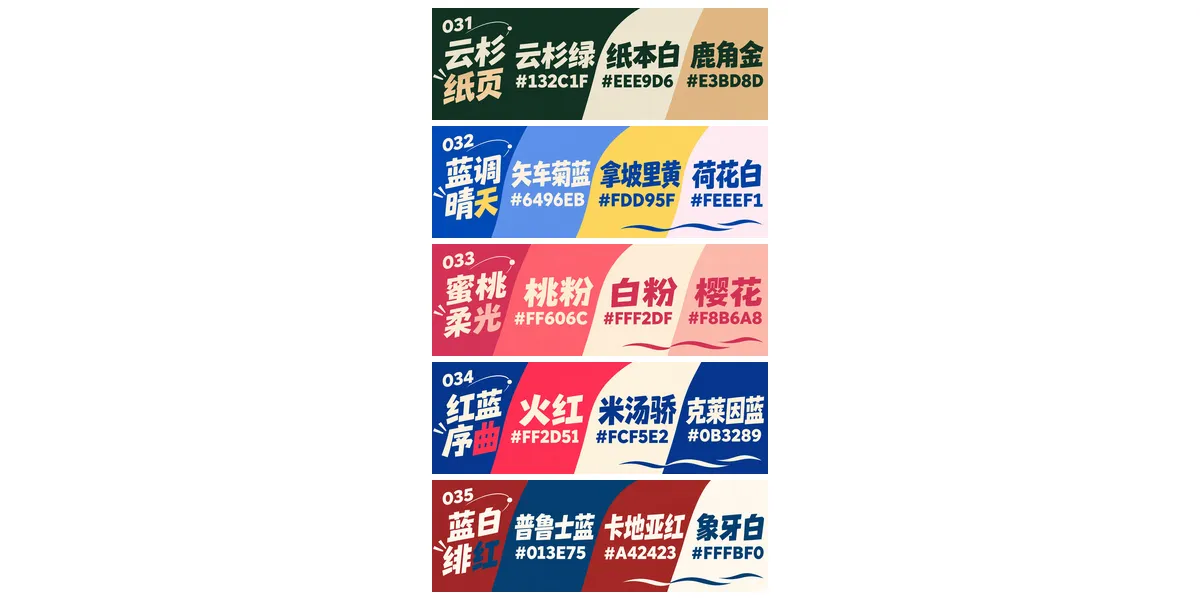 031
云杉
纸页
云杉绿
#132C1F
纸本白
#EEE9D6
鹿角金
#E3BD8D
032
蓝调
晴天
矢车菊蓝
#6496EB
拿坡里黄
#FDD95F
荷花白
#FEEEF1
033
蜜桃
柔光
桃粉
#FF606C
白粉
#FFF2DF
樱花
#F8B6A8
034
红蓝
序曲
火红
#FF2D51
米汤骄
#FCF5E2
克莱因蓝
#0B3289
035
蓝白
绯红
普鲁士蓝
#013E75
卡地亚红
#A42423
象牙白
#FFFBF0